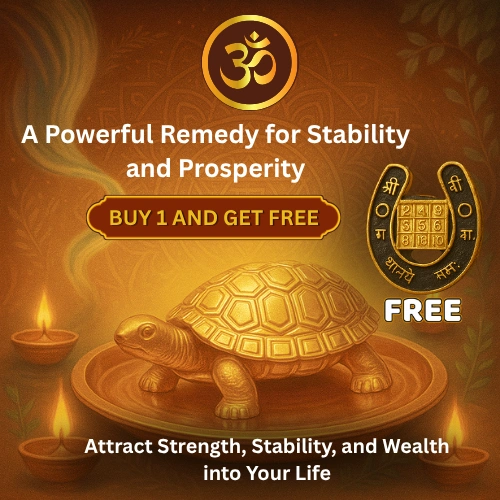 ॐ
A Powerful Remedy for Stability
and Prosperity
BUY 1 AND GET FREE
श्री
FREE
Attract Strength, Stability, and Wealth
into Your Life